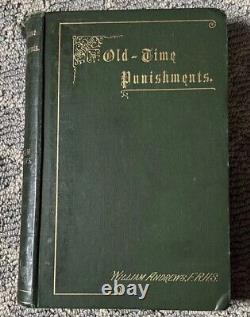 Old-Time
Punishments.
WILLIAM ANDREWS, F.R.H.S.